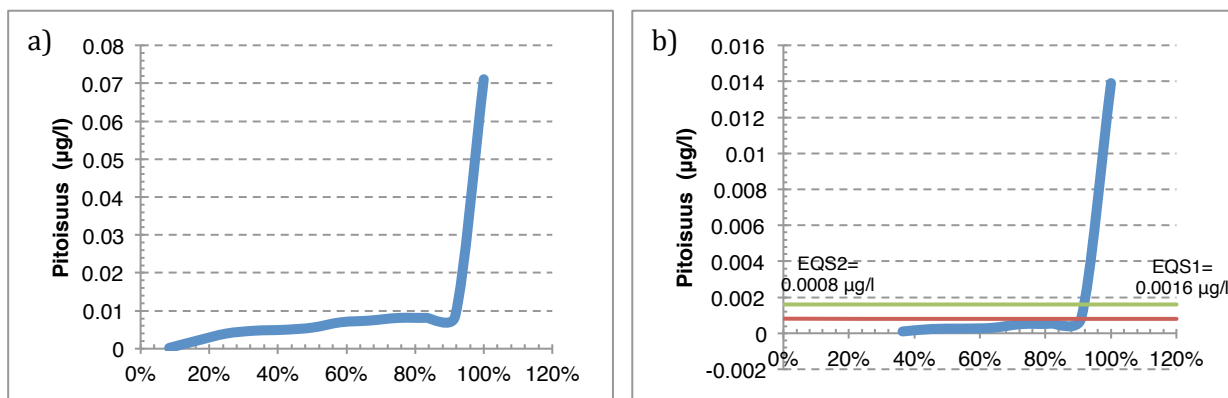 a)
Pitoisuus (µg/l)
0.08
0.07
0.06
0.05
0.04
0.03
0.02
0.01
0
0% 20% 40% 60% 80% 100% 120%
b)
Pitoisuus (µg/l)
0.016
0.014
0.012
0.01
0.008
0.006
0.004
0.002
0
-0.002
EQS2=
0.0008 µg/l
EQS1=
0.0016 µg/l
0% 20% 40% 60% 80% 100% 120%